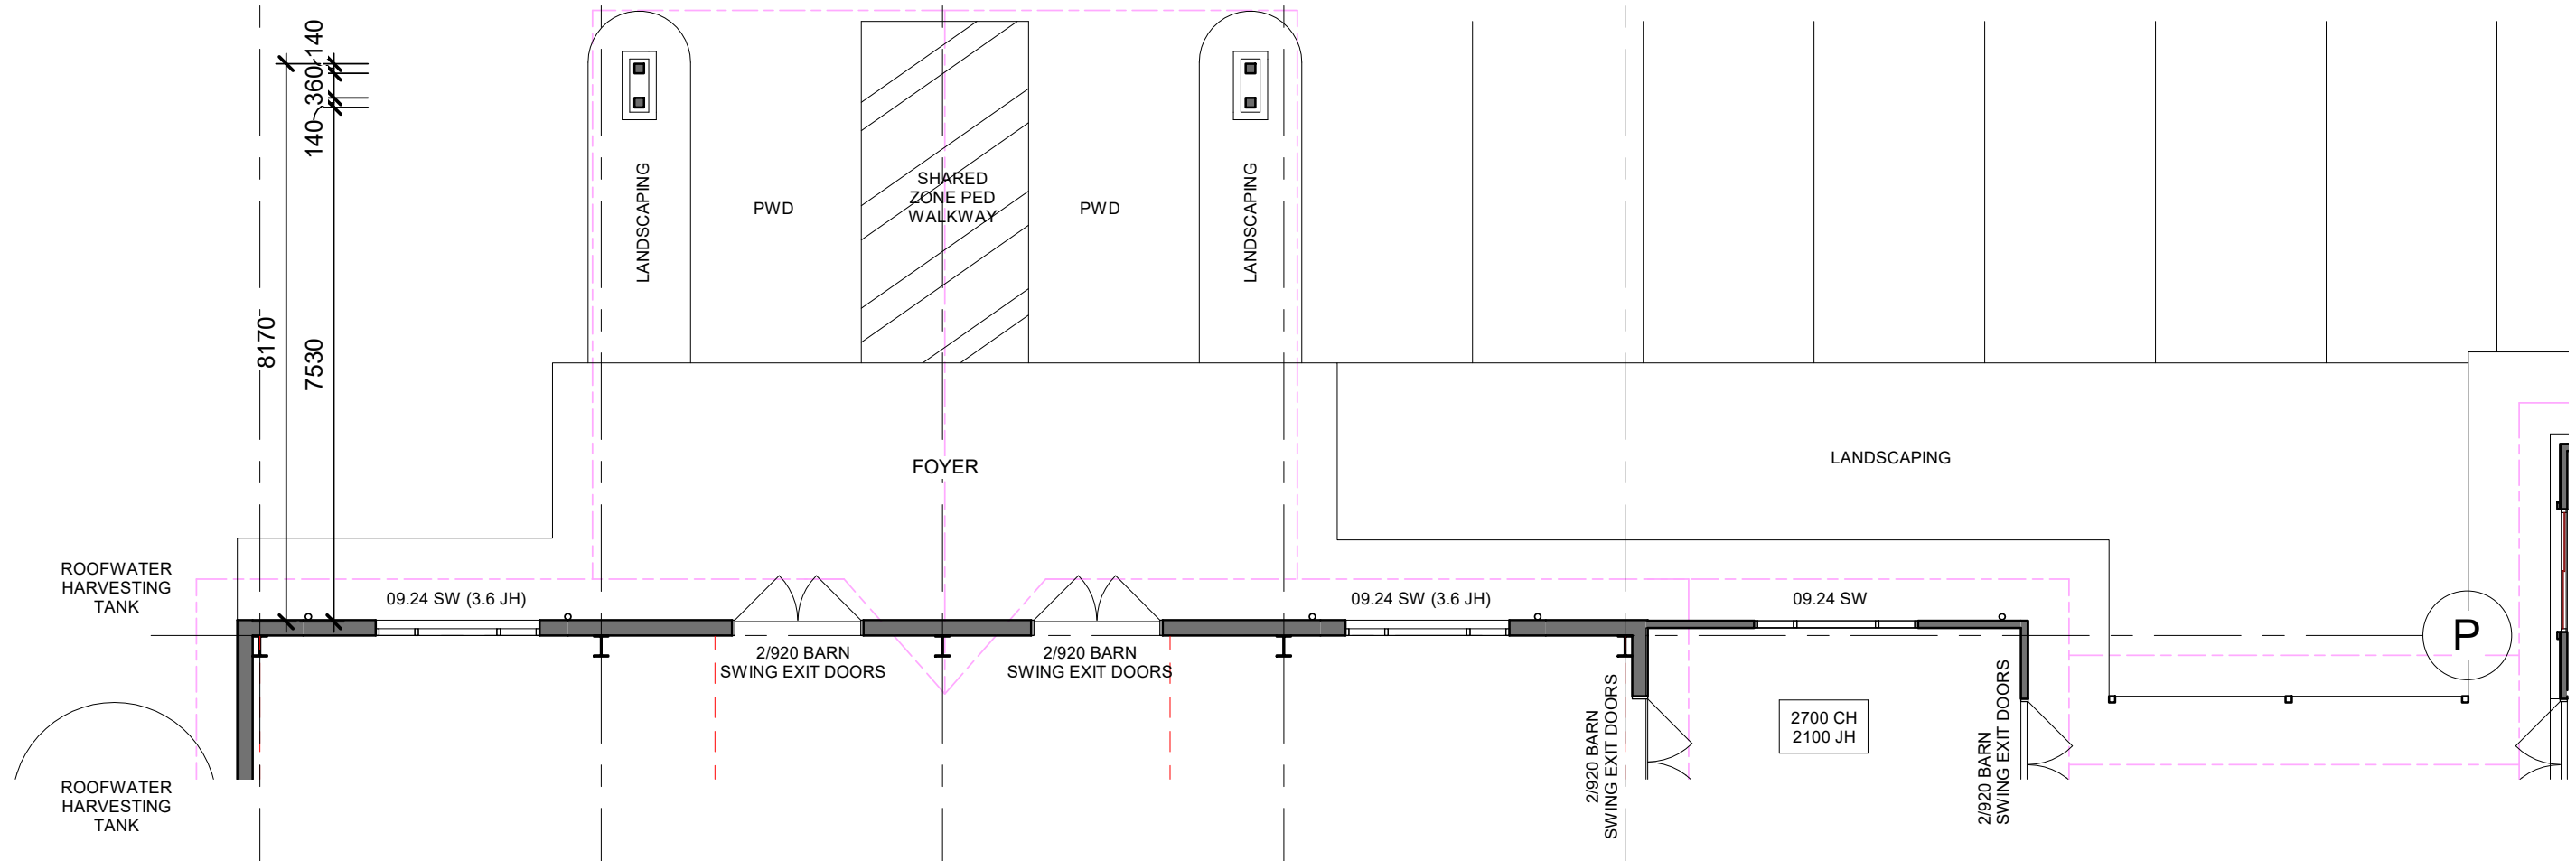 140
360
140
8170
7530
LANDSCAPING
PWD
SHARED
ZONE PED
WALKWAY
PWD
LANDSCAPING
FOYER
LANDSCAPING
ROOFWATER
HARVESTING
TANK
09.24 SW (3.6 JH)
09.24 SW (3.6 JH)
09.24 SW
P
2/920 BARN
SWING EXIT DOORS
2/920 BARN
SWING EXIT DOORS
2/920 BARN
SWING EXIT DOORS
2700 CH
2100 JH
2/920 BARN
SWING EXIT DOORS
ROOFWATER
HARVESTING
TANK